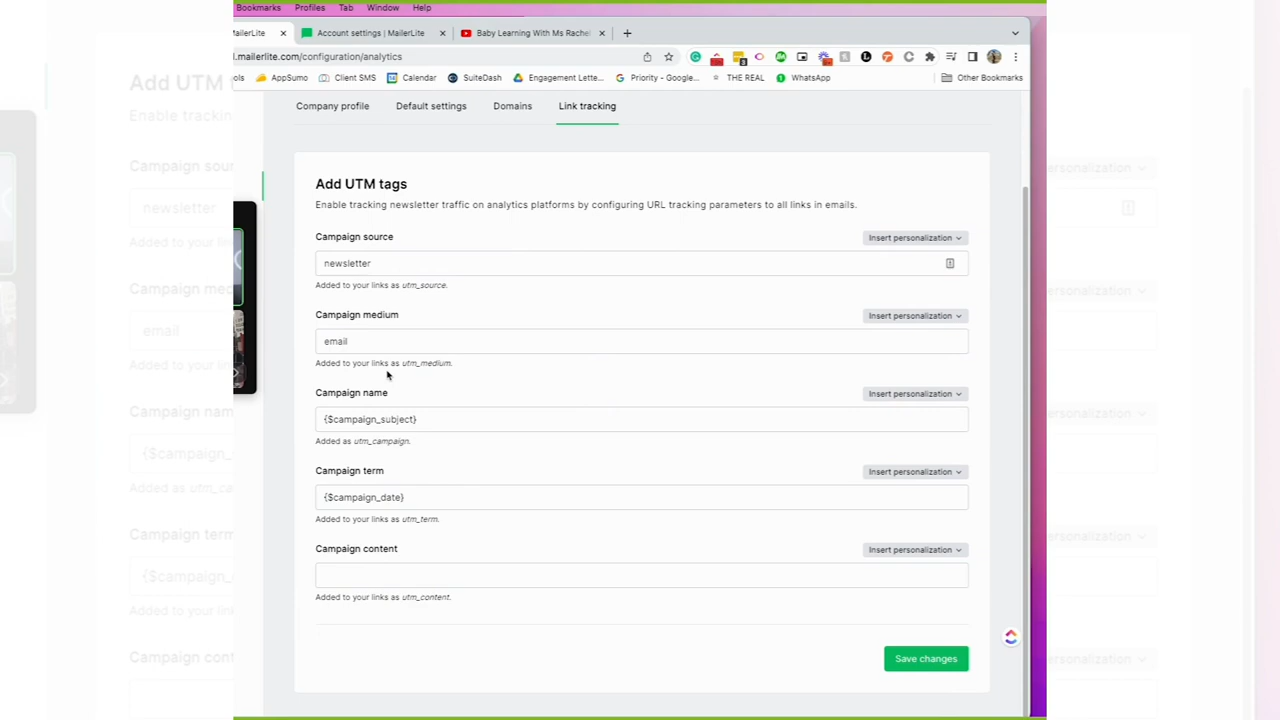 Bookmarks Profiles Tab Window Help
MailerLite Account settings | MailerLite Baby Learning With Ms Rachel
l.mailerlite.com/configuration/analytics
ols AppSumo Client SMS Calendar SuiteDash Engagement Lette... Priority - Google... THE REAL WhatsApp Other Bookmarks
Company profile Default settings Domains Link tracking
Add UTM tags
Enable tracking newsletter traffic on analytics platforms by configuring URL tracking parameters to all links in emails.
Campaign source Insert personalization
newsletter
Added to your links as utm_source.
Campaign medium Insert personalization
email
Added to your links as utm_medium.
Campaign name Insert personalization
{$campaign_subject}
Added as utm_campaign.
Campaign term Insert personalization
{$campaign_date}
Added to your links as utm_term.
Campaign content Insert personalization
Added to your links as utm_content.
Save changes